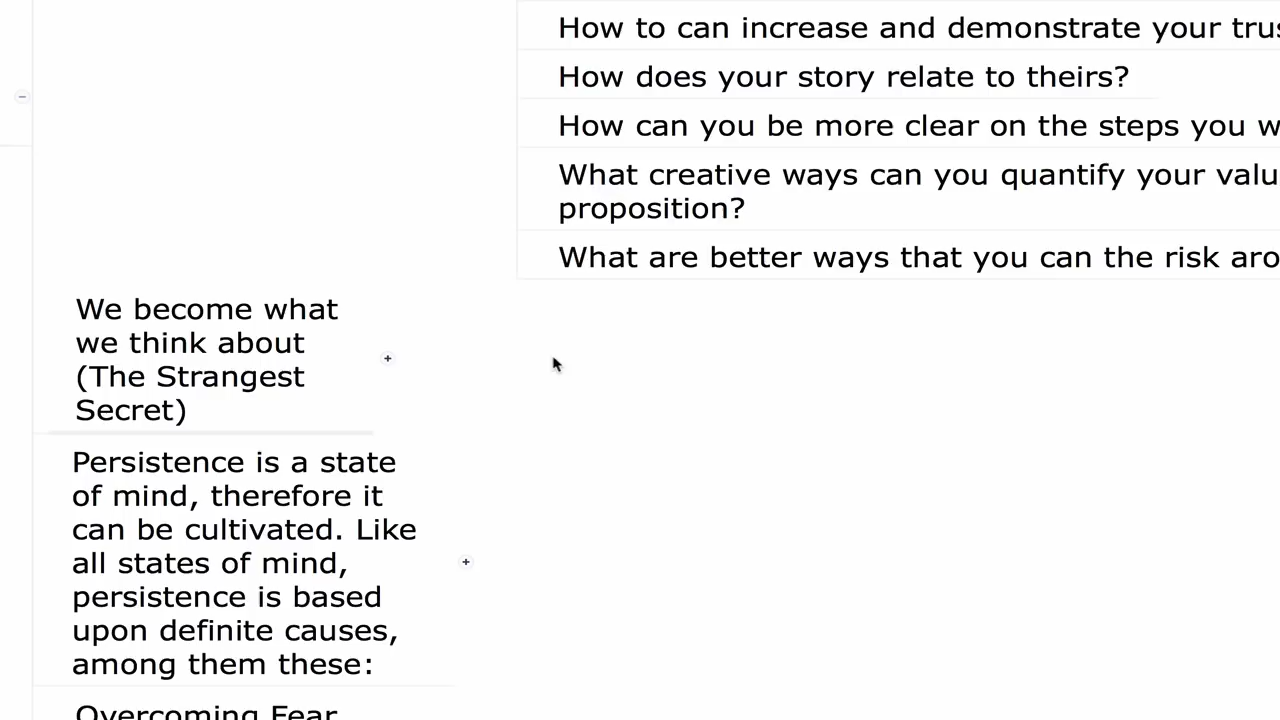 How to can increase and demonstrate your
How does your story relate to theirs?
How can you be more clear on the steps you
What creative ways can you quantify your
proposition?
What are better ways that you can the risk
We become what
we think about
(The Strangest
Secret)
Persistence is a state
of mind, therefore it
can be cultivated. Like
all states of mind,
persistence is based
upon definite causes,
among them these:
Overcoming Fear